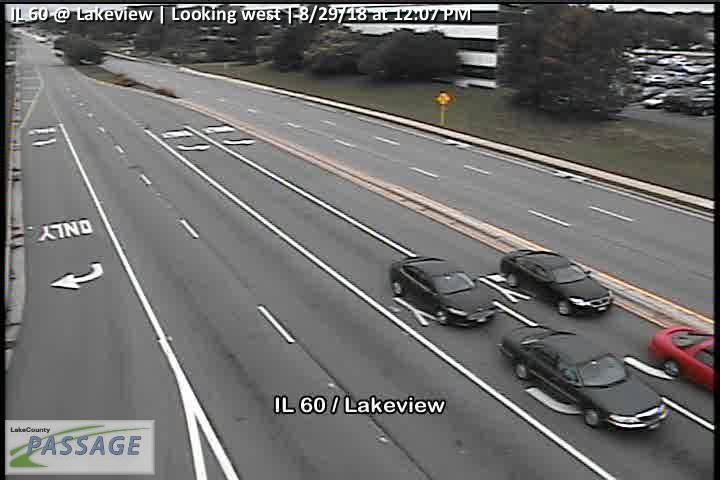 IL 60 @ Lakeview | Looking west | 8/29/18 at 12:07 PM
ONLY
IL 60 / Lakeview
LakeCounty
PASSAGE